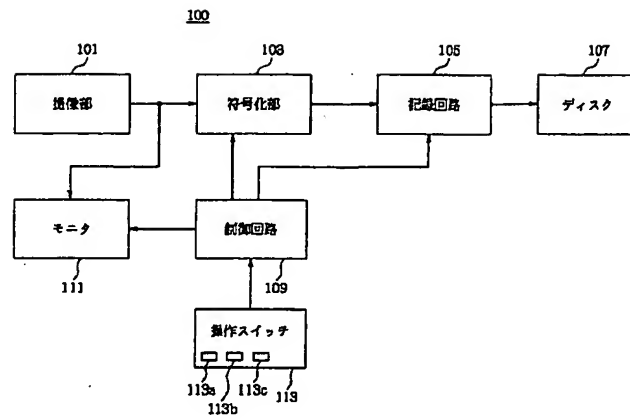 100
101
103
105
107
撮像部
符号化部
記録回路
ディスク
モニタ
制御回路
111
109
操作スイッチ
113a
113b
113c
113